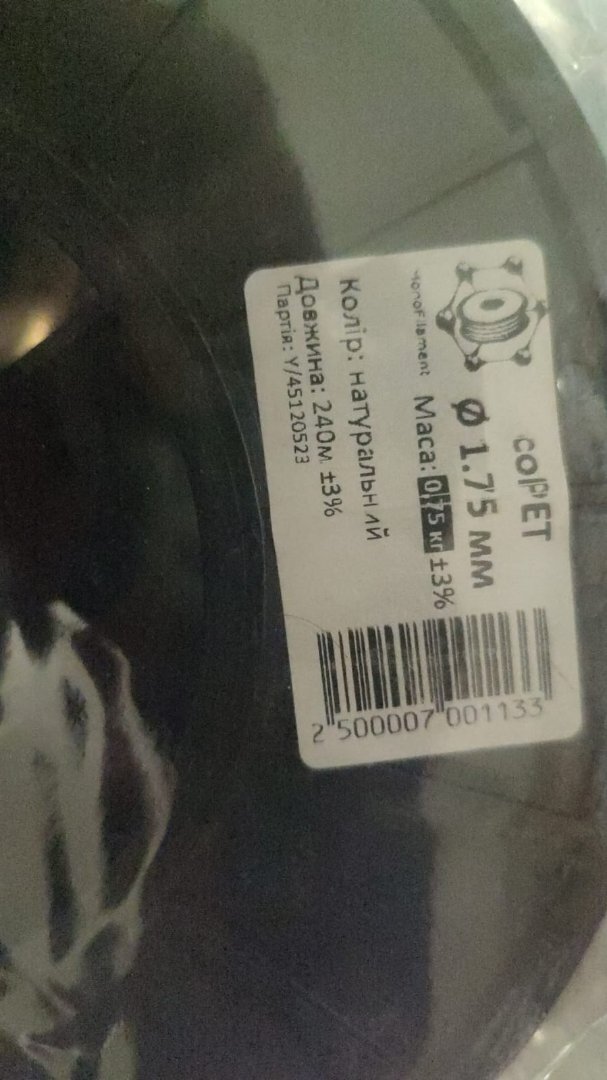 coPET
Ø 1.75 мм
MonoFilament
Маса: 0,75 кг ±3%
Колір: натуральний
Довжина: 240м ±3%
Партія: Y/45120523
2 500007 001133